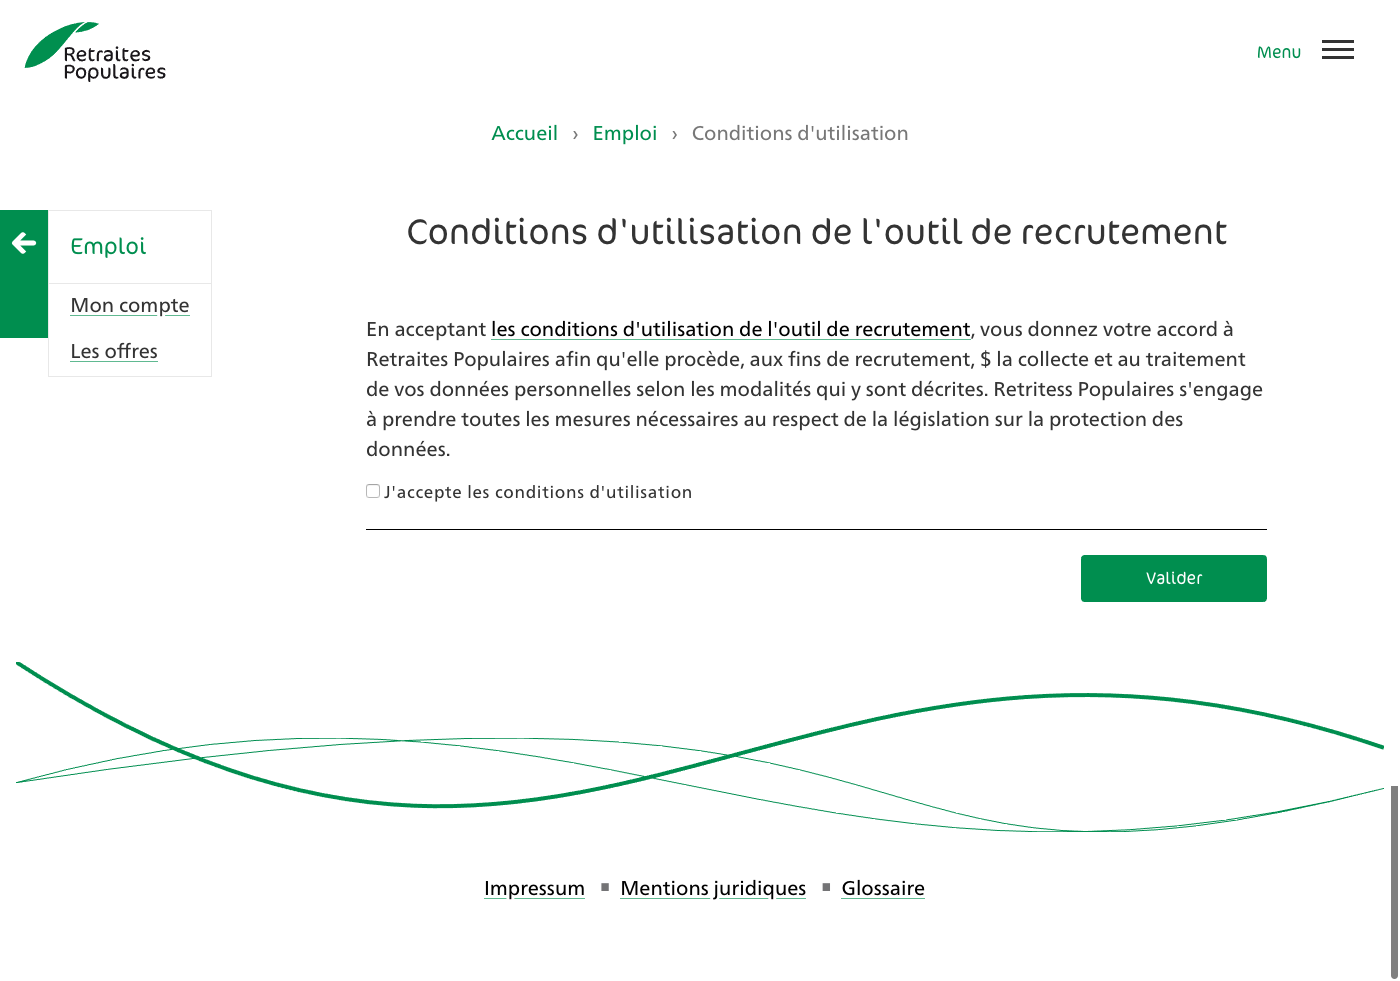 Retraites
Populaires
Menu
Accueil › Emploi › Conditions d'utilisation
Emploi
Mon compte
Les offres
Conditions d'utilisation de l'outil de recrutement
En acceptant les conditions d'utilisation de l'outil de recrutement, vous donnez votre accord à
Retraites Populaires afin qu'elle procède, aux fins de recrutement, $ la collecte et au traitement
de vos données personnelles selon les modalités qui y sont décrites. Retritess Populaires s'engage
à prendre toutes les mesures nécessaires au respect de la législation sur la protection des
données.
J'accepte les conditions d'utilisation
Valider
Impressum ▪ Mentions juridiques ▪ Glossaire